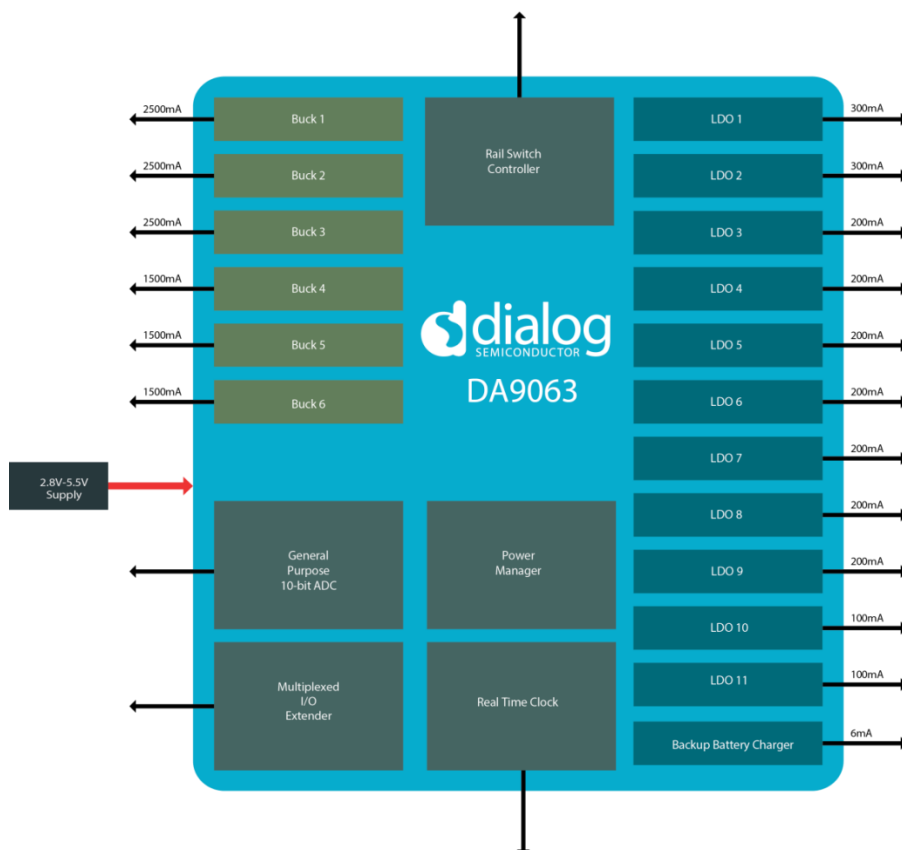 2500mA
Buck 1
2500mA
Buck 2
2500mA
Buck 3
1500mA
Buck 4
1500mA
Buck 5
1500mA
Buck 6
2.8V-5.5V
Supply
General
Purpose
10-bit ADC
Multiplexed
I/O
Extender
Rail Switch
Controller
dialog
SEMICONDUCTOR
DA9063
Power
Manager
Real Time Clock
LDO 1
300mA
LDO 2
300mA
LDO 3
200mA
LDO 4
200mA
LDO 5
200mA
LDO 6
200mA
LDO 7
200mA
LDO 8
200mA
LDO 9
200mA
LDO 10
100mA
LDO 11
100mA
Backup Battery Charger
6mA